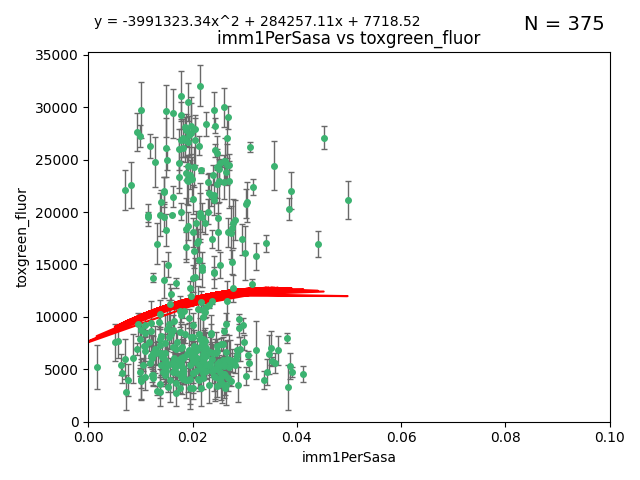 y = -3991323.34x^2 + 284257.11x + 7718.52
N = 375
imm1PerSasa vs toxgreen_fluor
35000
30000
25000
20000
15000
10000
5000
0
toxgreen_fluor
0.00 0.02 0.04 0.06 0.08 0.10
imm1PerSasa